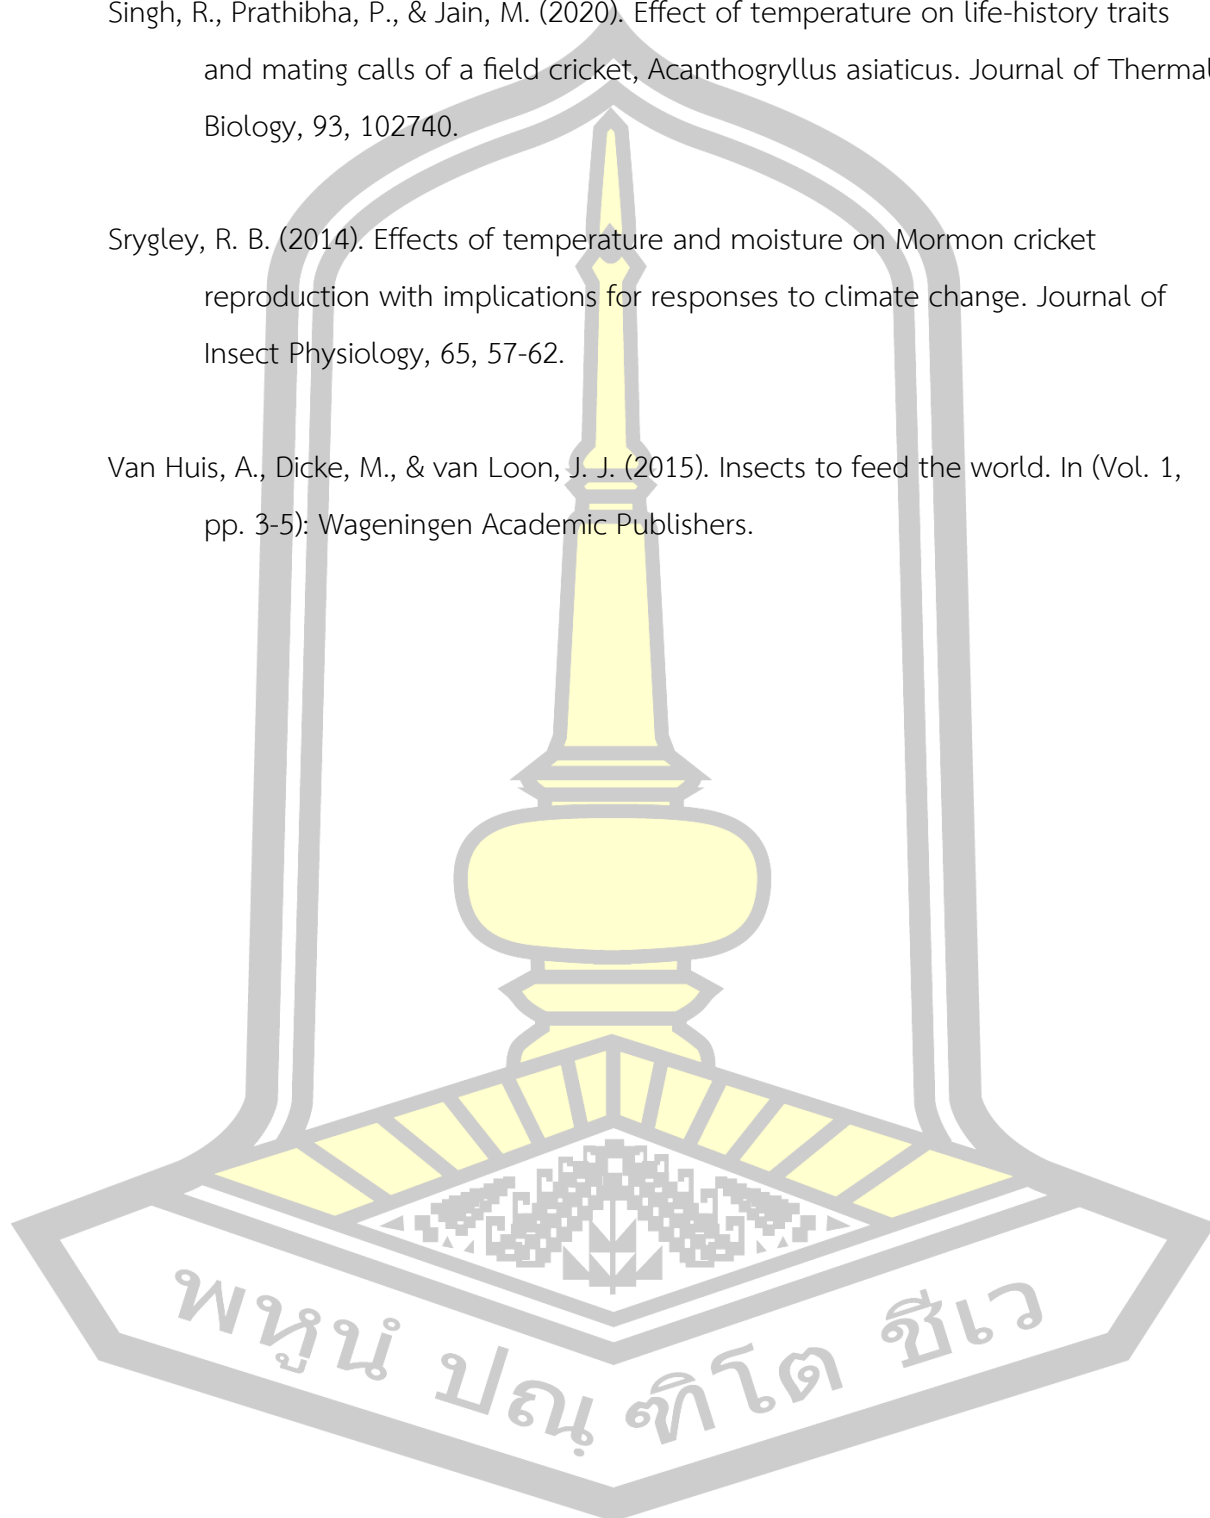 Singh, R., Prathibha, P., & Jain, M. (2020). Effect of temperature on life-history traits
and mating calls of a field cricket, Acanthogryllus asiaticus. Journal of Thermal
Biology, 93, 102740.
Srygley, R. B. (2014). Effects of temperature and moisture on Mormon cricket
reproduction with implications for responses to climate change. Journal of
Insect Physiology, 65, 57-62.
Van Huis, A., Dicke, M., & van Loon, J. J. (2015). Insects to feed the world. In (Vol. 1,
pp. 3-5): Wageningen Academic Publishers.
พหูนํ ปณฺฑิโต ชีเว